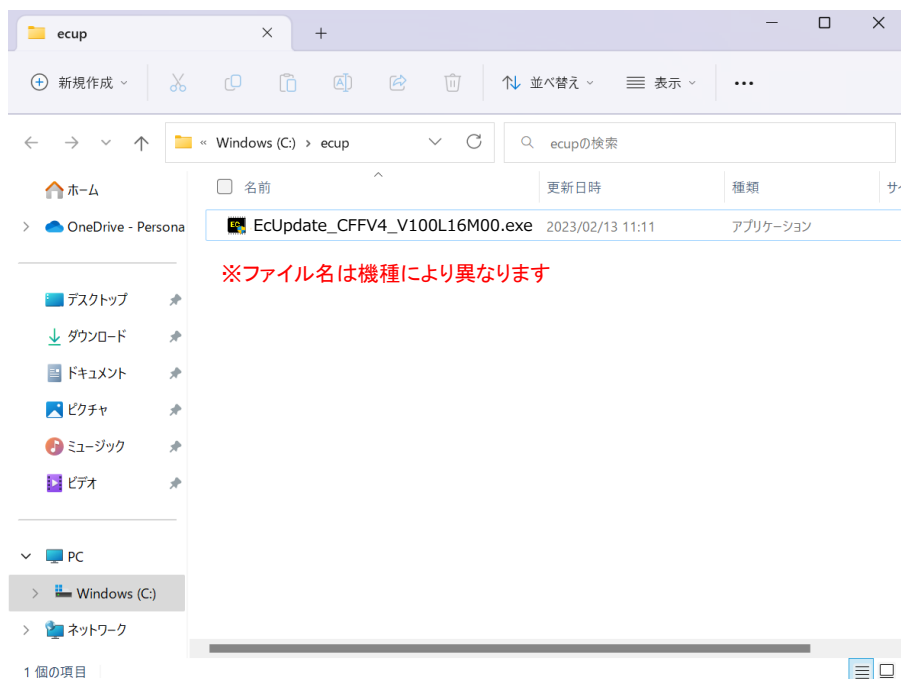 ecup
新規作成
並べ替え
表示
« Windows (C:) › ecup
ecupの検索
名前 更新日時 種類
EcUpdate_CFFV4_V100L16M00.exe 2023/02/13 11:11 アプリケーション
※ファイル名は機種により異なります
ホーム
OneDrive - Persona
デスクトップ
ダウンロード
ドキュメント
ピクチャ
ミュージック
ビデオ
PC
Windows (C:)
ネットワーク
1 個の項目